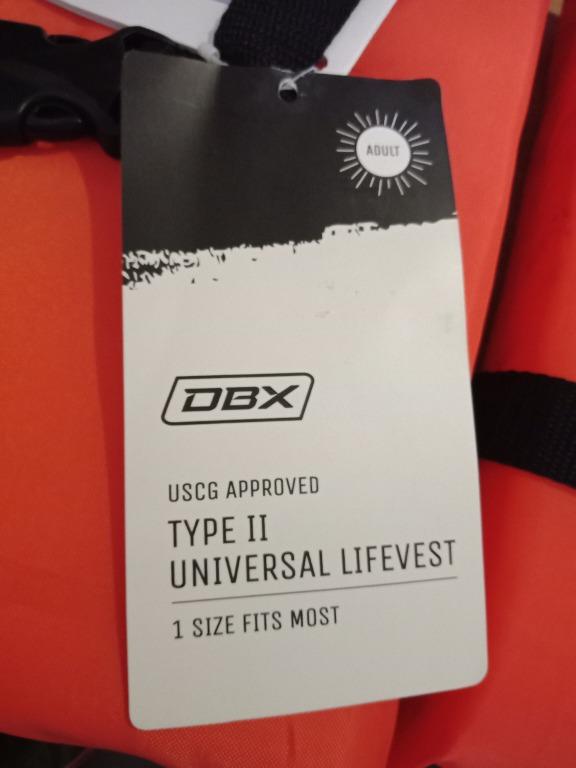 ADULT
DBX
USCG APPROVED
TYPE II
UNIVERSAL LIFEVEST
1 SIZE FITS MOST